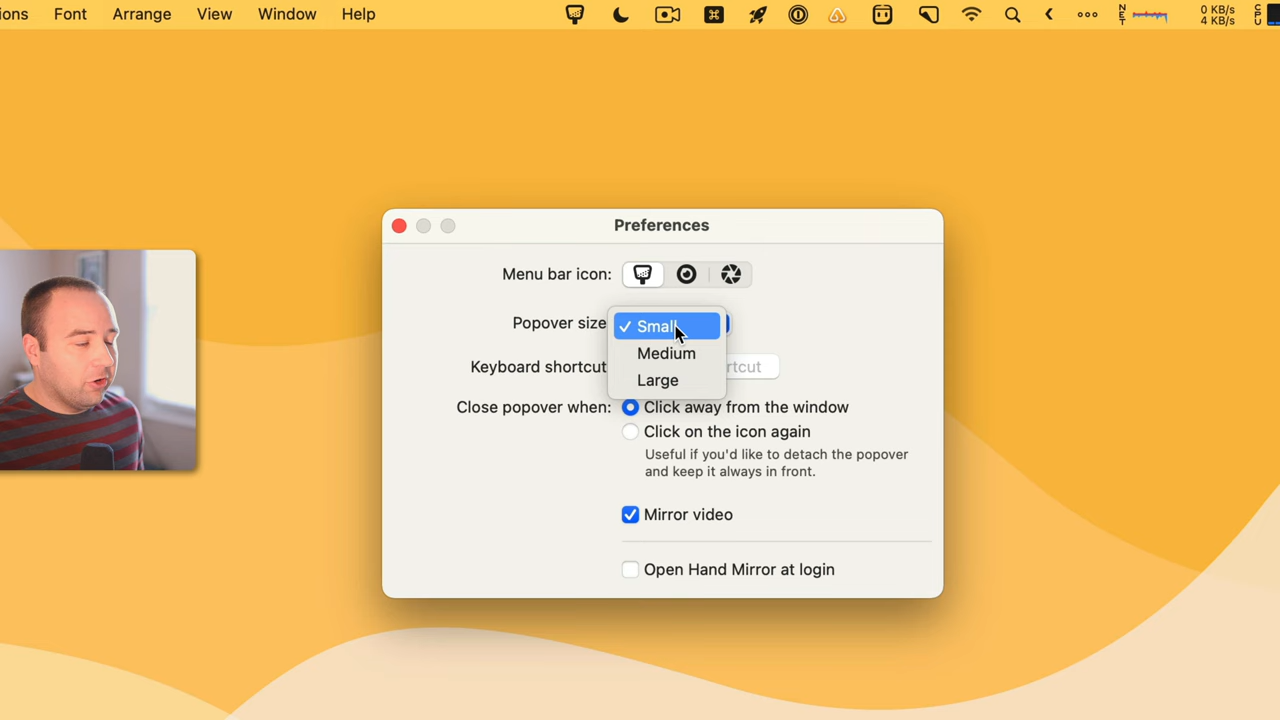 ions Font Arrange View Window Help
0 KB/s
4 KB/s
NET
CPU
Preferences
Menu bar icon:
Popover size
Small
Medium
Large
Keyboard shortcut
rtcut
Close popover when:
Click away from the window
Click on the icon again
Useful if you'd like to detach the popover
and keep it always in front.
Mirror video
Open Hand Mirror at login